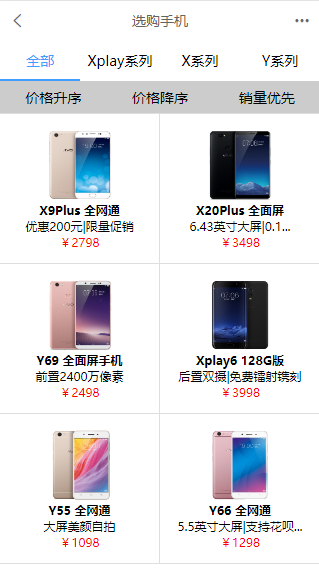 选购手机
全部 Xplay系列 X系列 Y系列
价格升序 价格降序 销量优先
X9Plus 全网通
优惠200元|限量促销
￥2798
X20Plus 全面屏
6.43英寸大屏|0.1...
￥3498
Y69 全面屏手机
前置2400万像素
￥2498
Xplay6 128G版
后置双摄|免费镭射镌刻
￥3998
Y55 全网通
大屏美颜自拍
￥1098
Y66 全网通
5.5英寸大屏|支持花呗...
￥1298